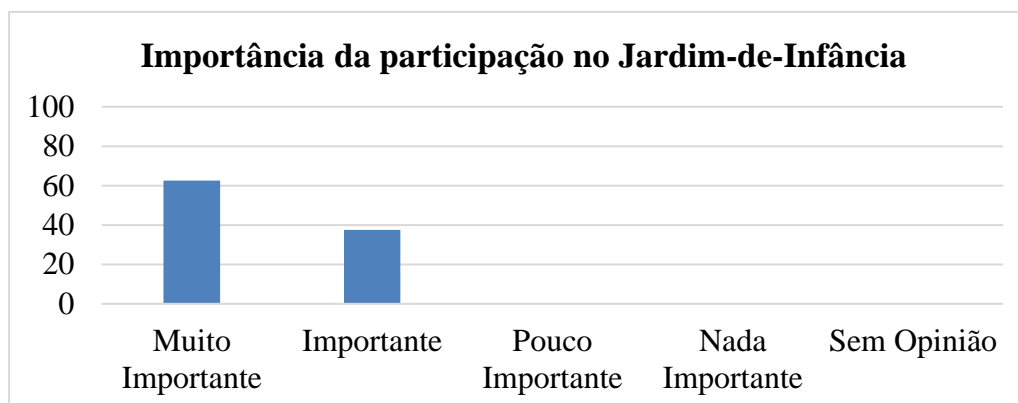 Importância da participação no Jardim-de-Infância
100
80
60
40
20
0
Muito Importante
Importante
Pouco Importante
Nada Importante
Sem Opinião